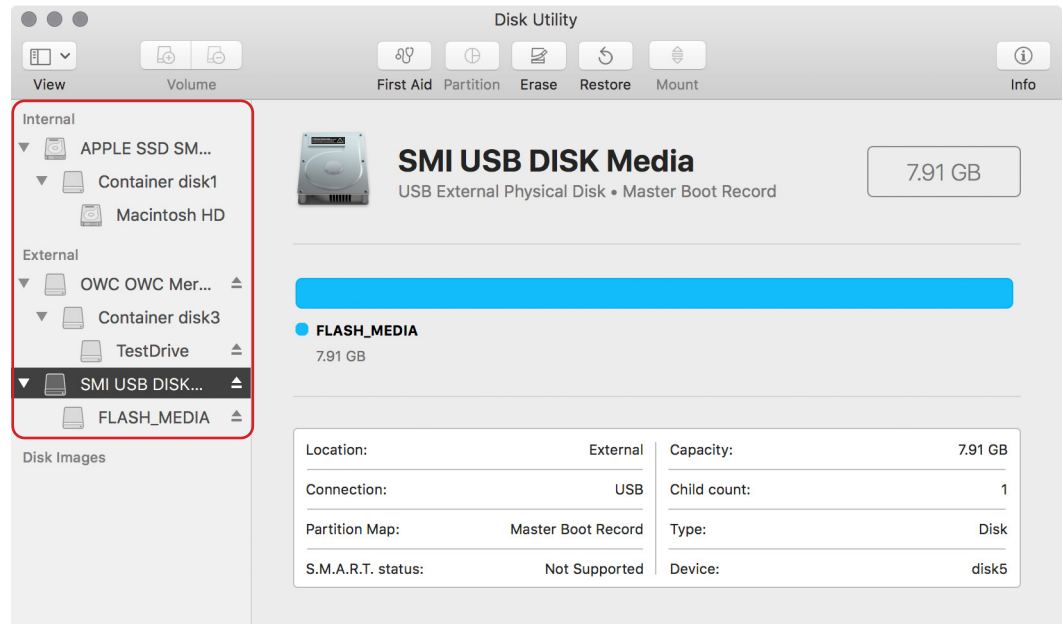 Disk Utility
View
Volume
First Aid
Partition
Erase
Restore
Mount
Info
Internal
APPLE SSD SM...
Container disk1
Macintosh HD
External
OWC OWC Mer...
Container disk3
TestDrive
SMI USB DISK...
FLASH_MEDIA
Disk Images
SMI USB DISK Media
USB External Physical Disk • Master Boot Record
7.91 GB
FLASH_MEDIA
7.91 GB
Location: External
Capacity: 7.91 GB
Connection: USB
Child count: 1
Partition Map: Master Boot Record
Type: Disk
S.M.A.R.T. status: Not Supported
Device: disk5